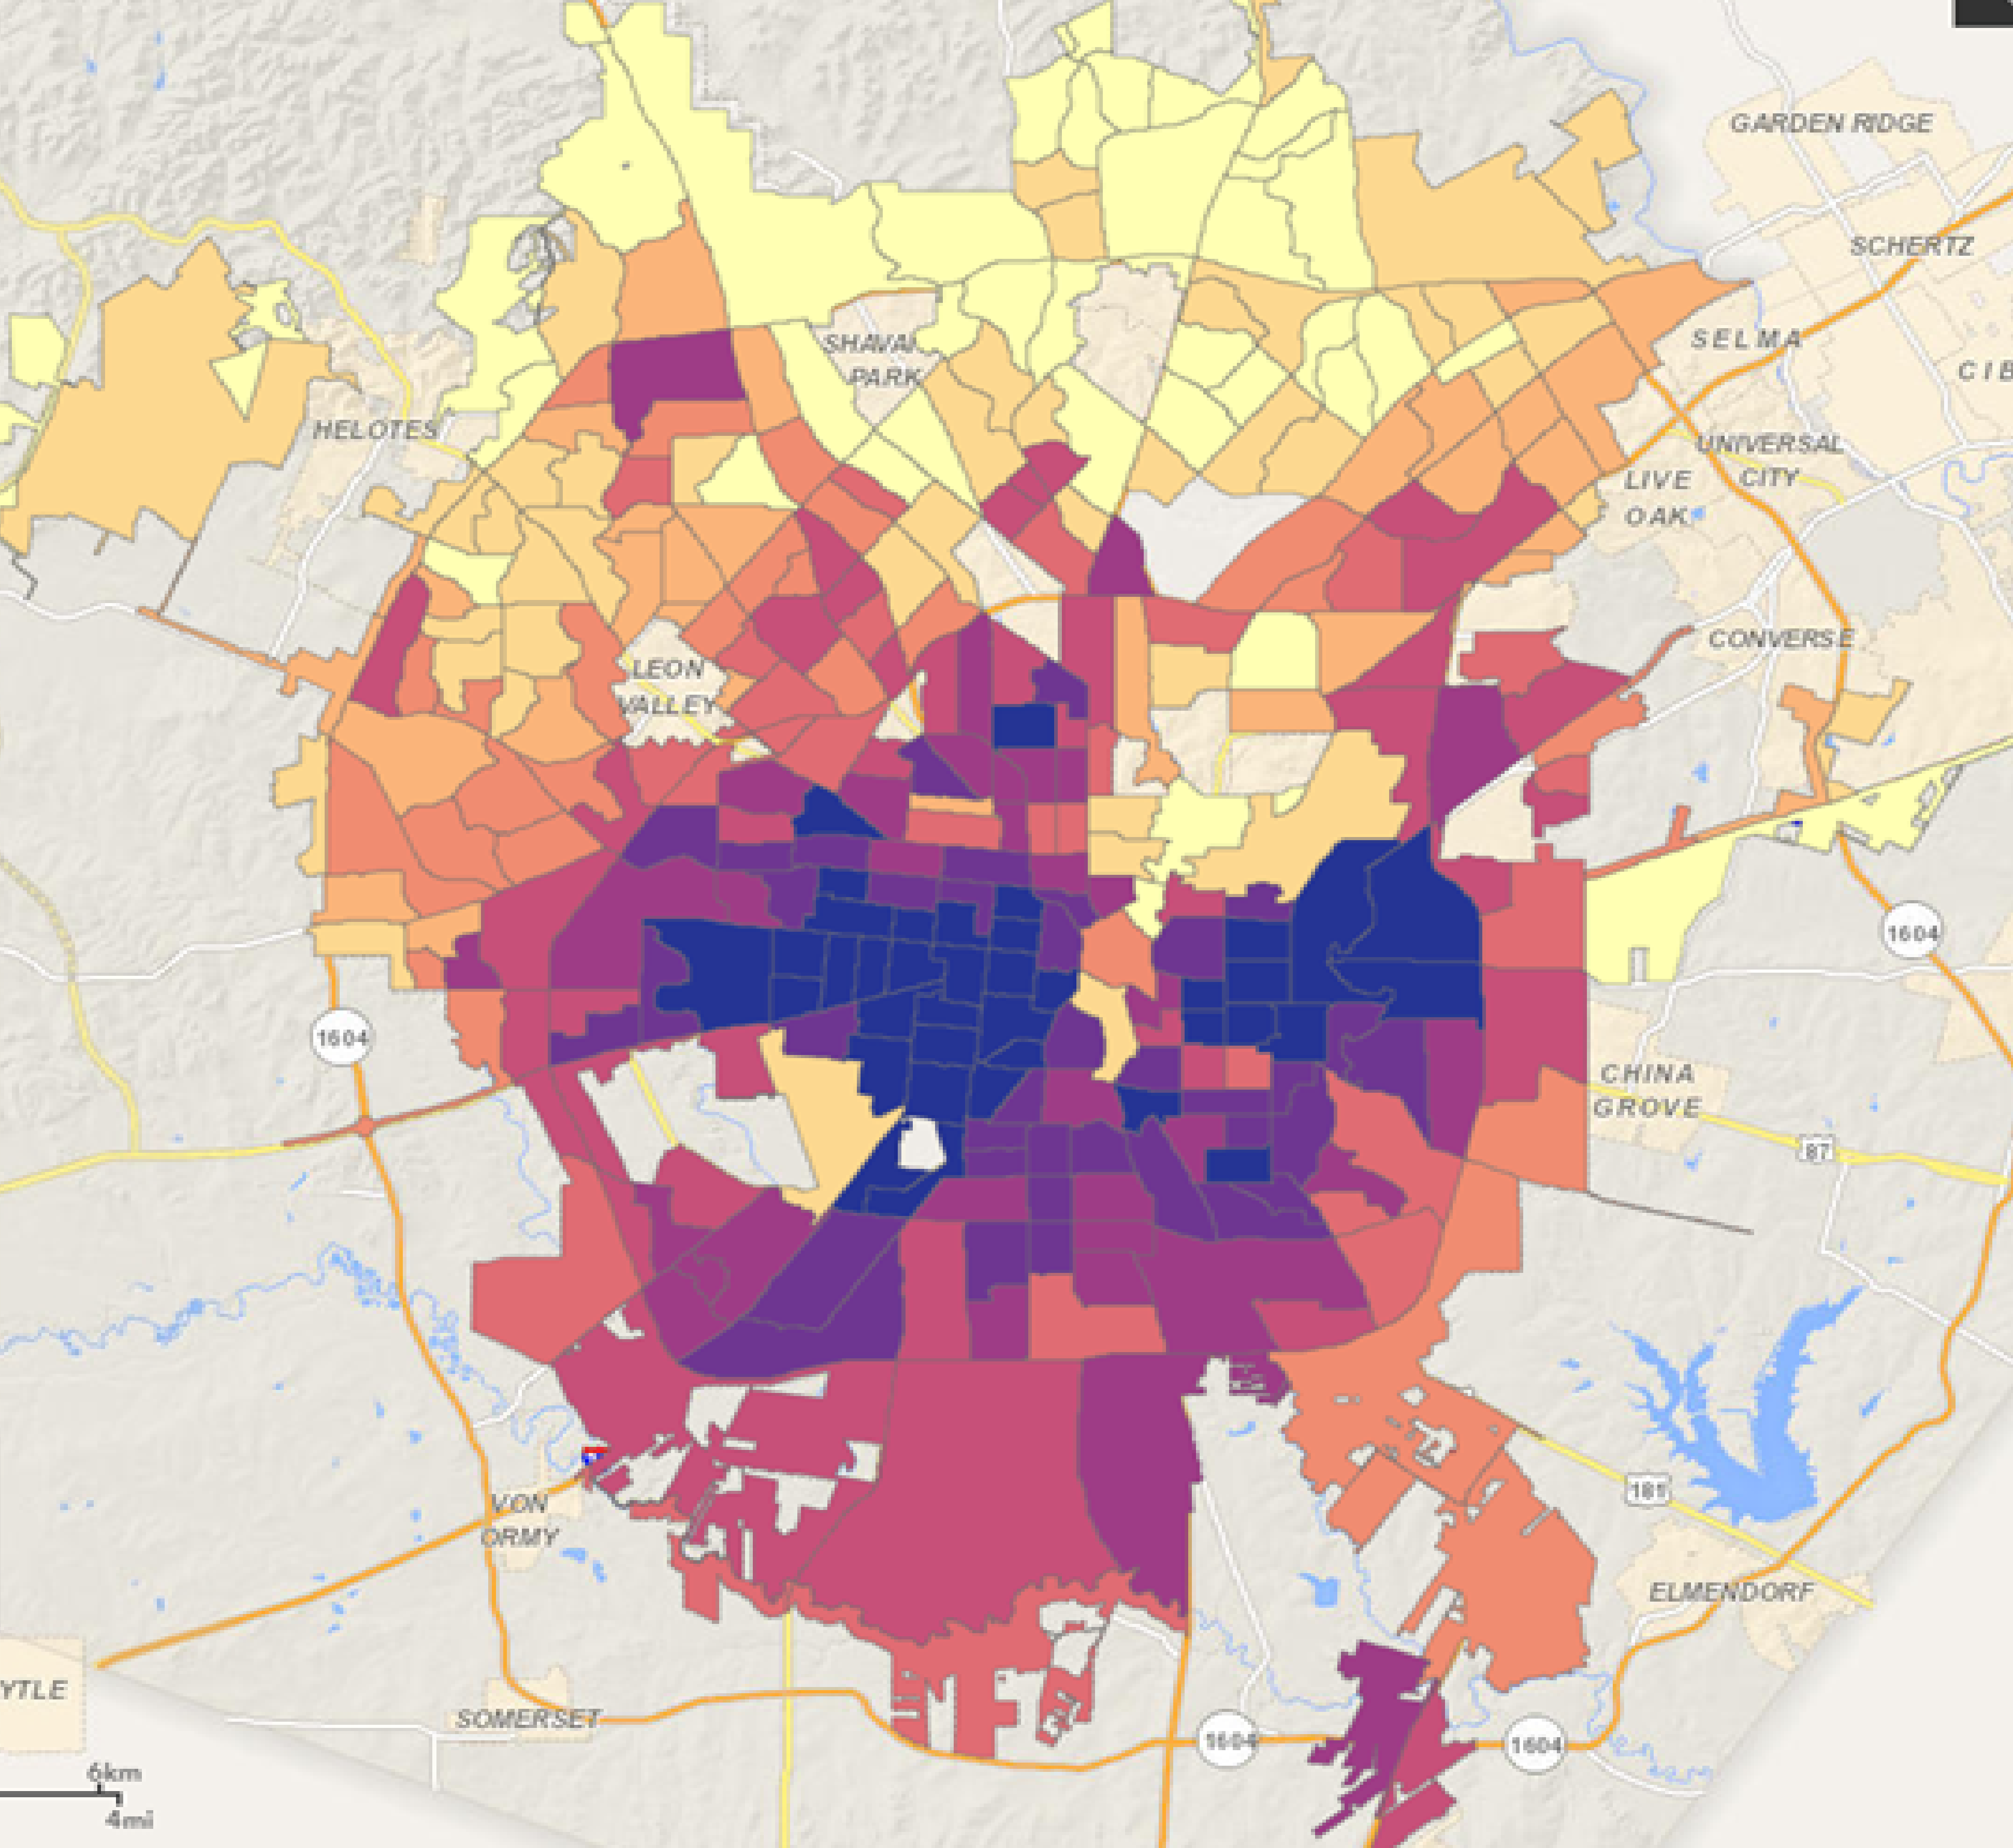 GARDEN RIDGE
SCHERTZ
SELMA
SHAVA
PARK
CIB
HELOTES
UNIVERSAL
CITY
LIVE
OAK
CONVERSE
LEON
VALLEY
1604
1604
CHINA
GROVE
87
181
VON
ORMY
ELMENDORF
YTLE
SOMERSET
1604
1604
6km
4mi